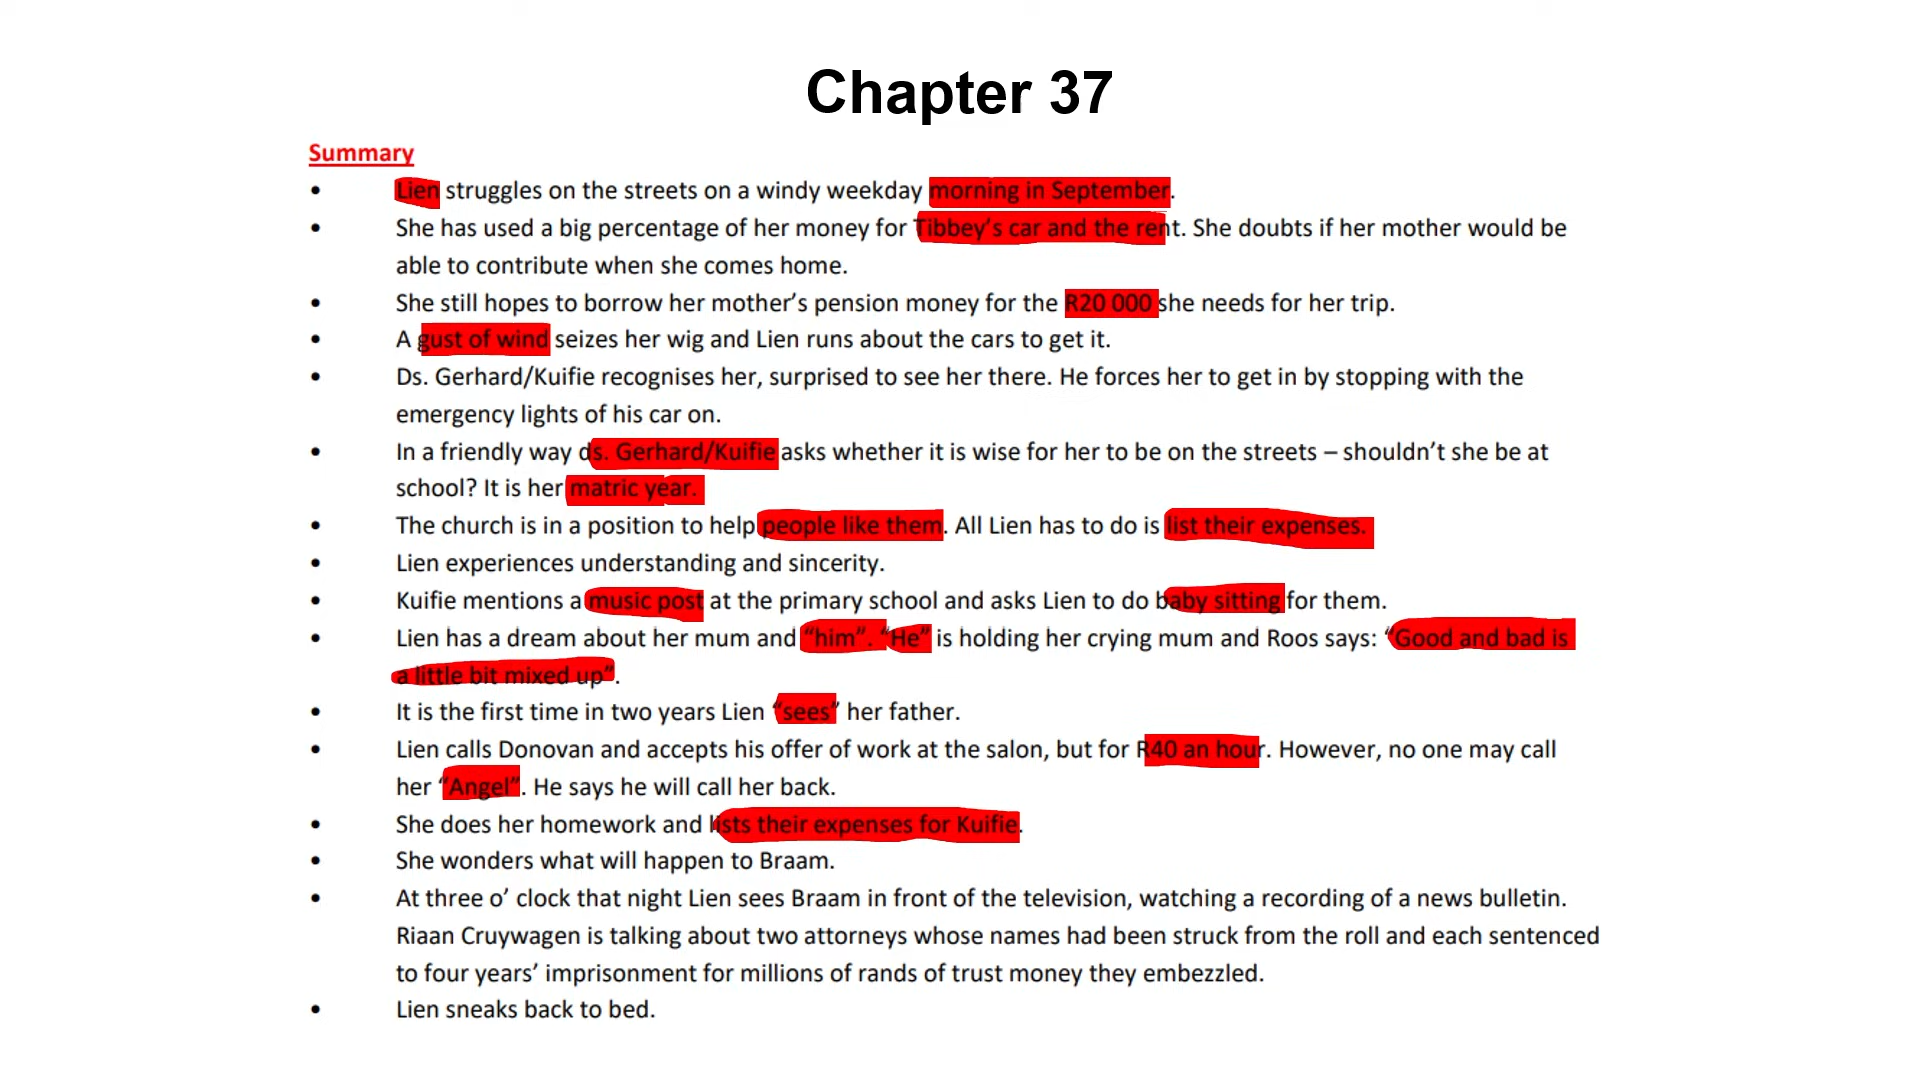 Chapter 37
Summary
• Lien struggles on the streets on a windy weekday morning in September.
• She has used a big percentage of her money for Tibbey’s car and the rent. She doubts if her mother would be
able to contribute when she comes home.
• She still hopes to borrow her mother’s pension money for the R20 000 she needs for her trip.
• A gust of wind seizes her wig and Lien runs about the cars to get it.
• Ds. Gerhard/Kuifie recognises her, surprised to see her there. He forces her to get in by stopping with the
emergency lights of his car on.
• In a friendly way ds. Gerhard/Kuifie asks whether it is wise for her to be on the streets – shouldn’t she be at
school? It is her matric year.
• The church is in a position to help people like them. All Lien has to do is list their expenses.
• Lien experiences understanding and sincerity.
• Kuifie mentions a music post at the primary school and asks Lien to do baby sitting for them.
• Lien has a dream about her mum and “him”. “He” is holding her crying mum and Roos says: “Good and bad is
a little bit mixed up”.
• It is the first time in two years Lien “sees” her father.
• Lien calls Donovan and accepts his offer of work at the salon, but for R40 an hour. However, no one may call
her “Angel”. He says he will call her back.
• She does her homework and lists their expenses for Kuifie.
• She wonders what will happen to Braam.
• At three o’ clock that night Lien sees Braam in front of the television, watching a recording of a news bulletin.
Riaan Cruywagen is talking about two attorneys whose names had been struck from the roll and each sentenced
to four years’ imprisonment for millions of rands of trust money they embezzled.
• Lien sneaks back to bed.